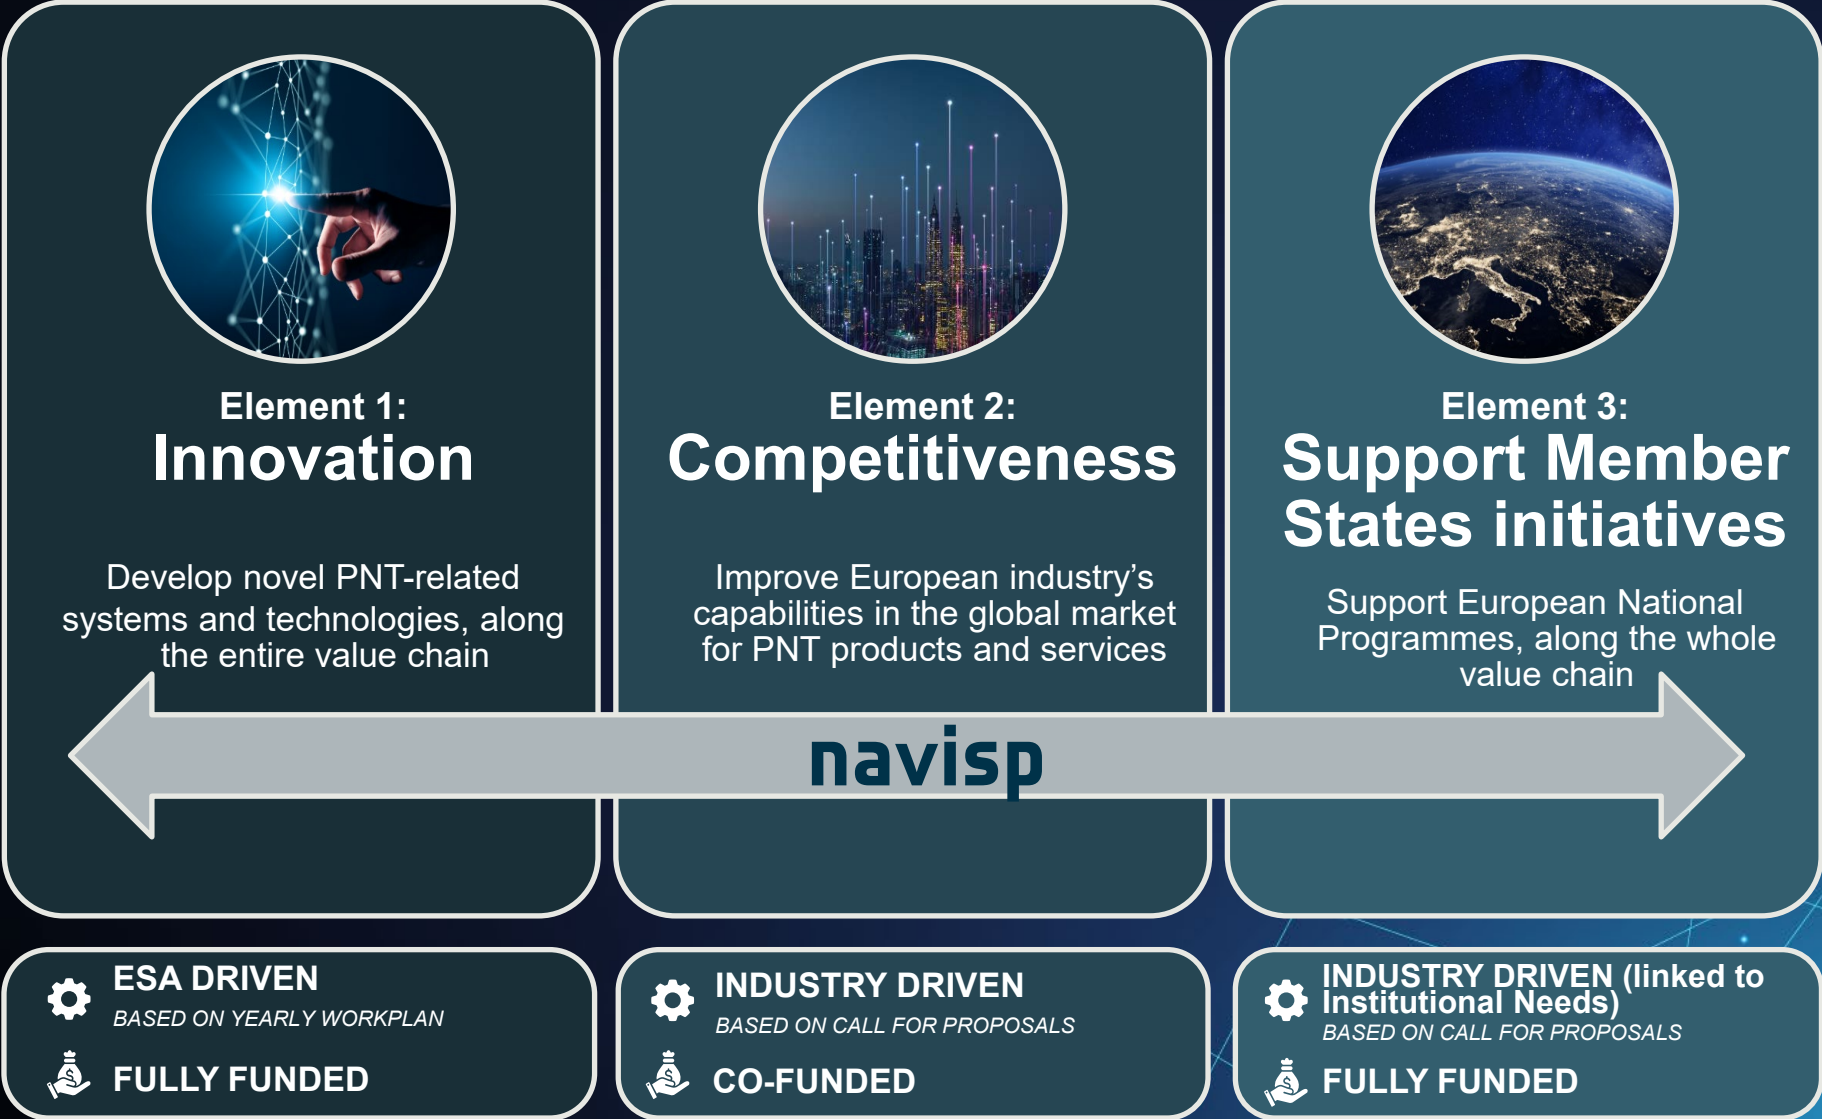 Element 1:
Innovation
Develop novel PNT-related
systems and technologies, along
the entire value chain
Element 2:
Competitiveness
Improve European industry’s
capabilities in the global market
for PNT products and services
Element 3:
Support Member
States initiatives
Support European National
Programmes, along the whole
value chain
navisp
ESA DRIVEN
BASED ON YEARLY WORKPLAN
FULLY FUNDED
INDUSTRY DRIVEN
BASED ON CALL FOR PROPOSALS
CO-FUNDED
INDUSTRY DRIVEN (linked to
Institutional Needs)
BASED ON CALL FOR PROPOSALS
FULLY FUNDED